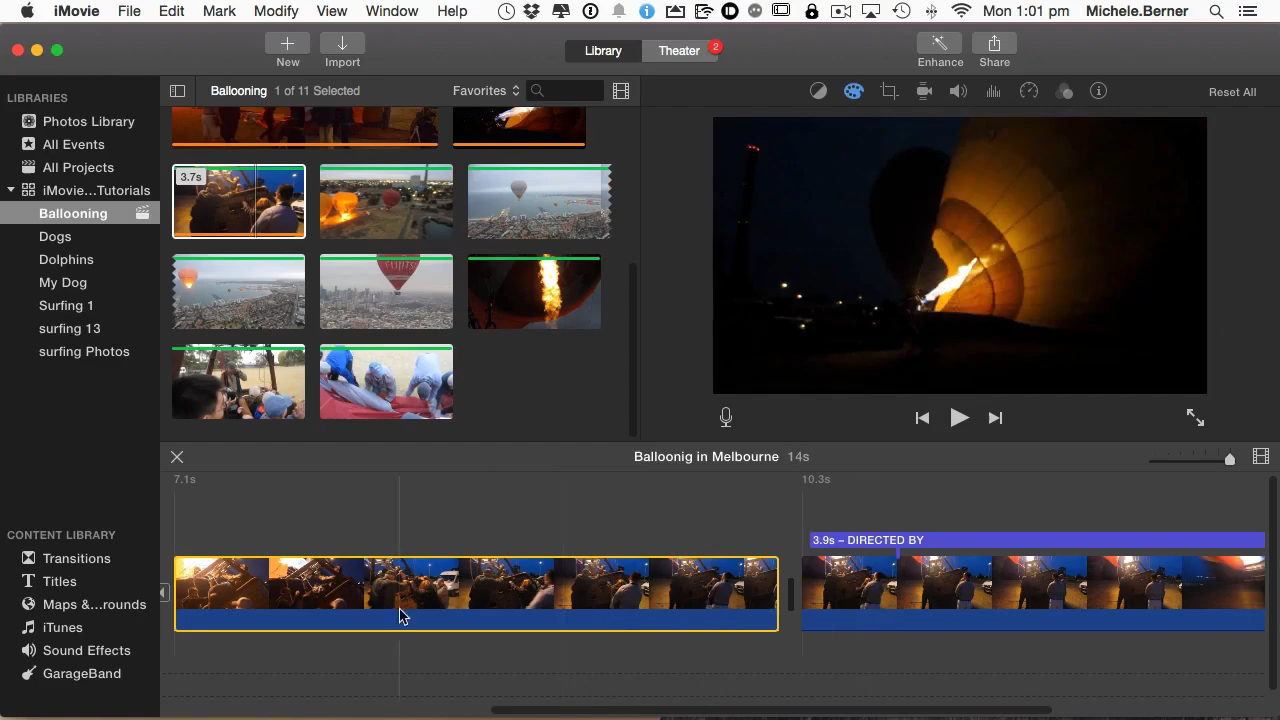 iMovie File Edit Mark Modify View Window Help Mon 1:01 pm Michele.Berner
New Import Library Theater 2 Enhance Share
LIBRARIES
Photos Library
All Events
All Projects
iMovie...Tutorials
Ballooning
Dogs
Dolphins
My Dog
Surfing 1
surfing 13
surfing Photos
CONTENT LIBRARY
Transitions
Titles
Maps &...rounds
iTunes
Sound Effects
GarageBand
Ballooning 1 of 11 Selected Favorites
3.7s
Reset All
Balloonig in Melbourne 14s
7.1s 10.3s
3.9s – DIRECTED BY